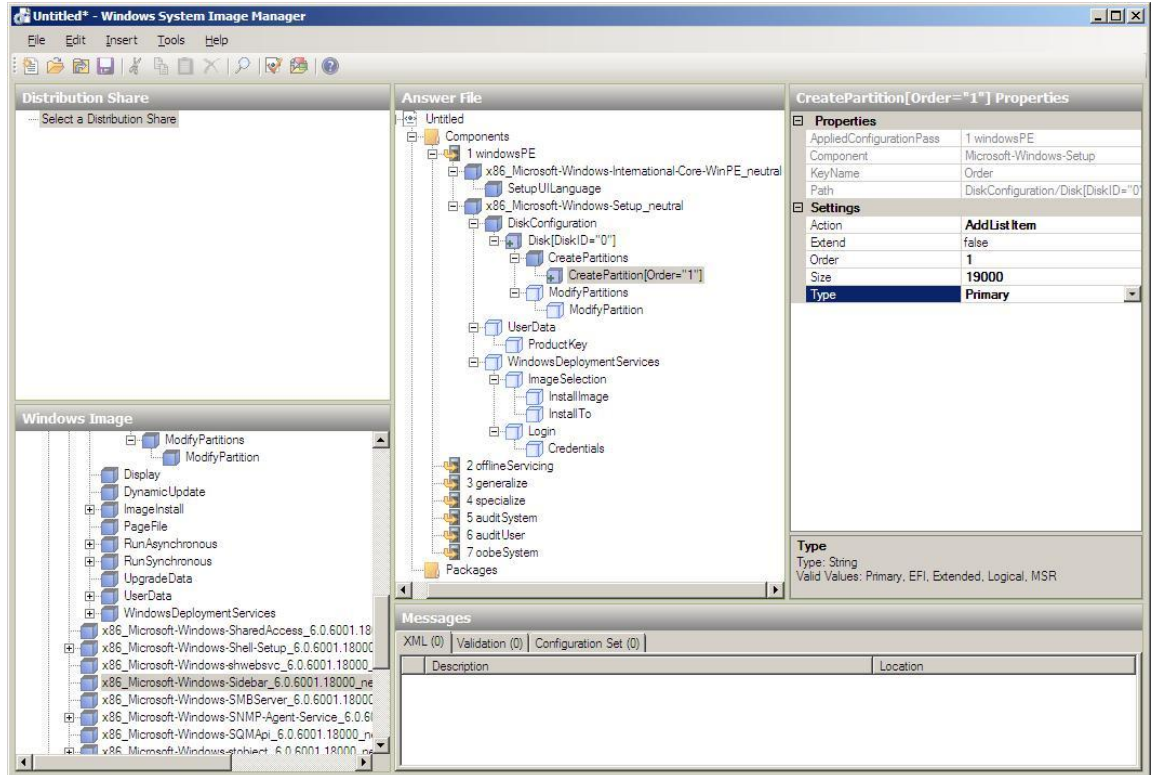 Untitled* - Windows System Image Manager
File Edit Insert Tools Help
Distribution Share
Select a Distribution Share
Windows Image
ModifyPartitions
ModifyPartition
Display
DynamicUpdate
ImageInstall
PageFile
RunAsynchronous
RunSynchronous
UpgradeData
UserData
WindowsDeploymentServices
x86_Microsoft-Windows-SharedAccess_6.0.6001.18
x86_Microsoft-Windows-Shell-Setup_6.0.6001.18000
x86_Microsoft-Windows-shwebsvc_6.0.6001.18000_
x86_Microsoft-Windows-Sidebar_6.0.6001.18000_ne
x86_Microsoft-Windows-SMBServer_6.0.6001.18000
x86_Microsoft-Windows-SNMP-Agent-Service_6.0.6
x86_Microsoft-Windows-SQMApi_6.0.6001.18000_n
x86_Microsoft-Windows-stobject_6.0.6001.18000_ne
Answer File
Untitled
Components
1 windowsPE
x86_Microsoft-Windows-International-Core-WinPE_neutral
SetupUILanguage
x86_Microsoft-Windows-Setup_neutral
DiskConfiguration
Disk[DiskID="0"]
CreatePartitions
CreatePartition[Order="1"]
ModifyPartitions
ModifyPartition
UserData
ProductKey
WindowsDeploymentServices
ImageSelection
InstallImage
InstallTo
Login
Credentials
2 offlineServicing
3 generalize
4 specialize
5 auditSystem
6 auditUser
7 oobeSystem
Packages
CreatePartition[Order="1"] Properties
Properties
AppliedConfigurationPass 1 windowsPE
Component Microsoft-Windows-Setup
KeyName Order
Path DiskConfiguration/Disk[DiskID="0"
Settings
Action AddListItem
Extend false
Order 1
Size 19000
Type Primary
Type
Type: String
Valid Values: Primary, EFI, Extended, Logical, MSR
Messages
XML (0) Validation (0) Configuration Set (0)
Description Location